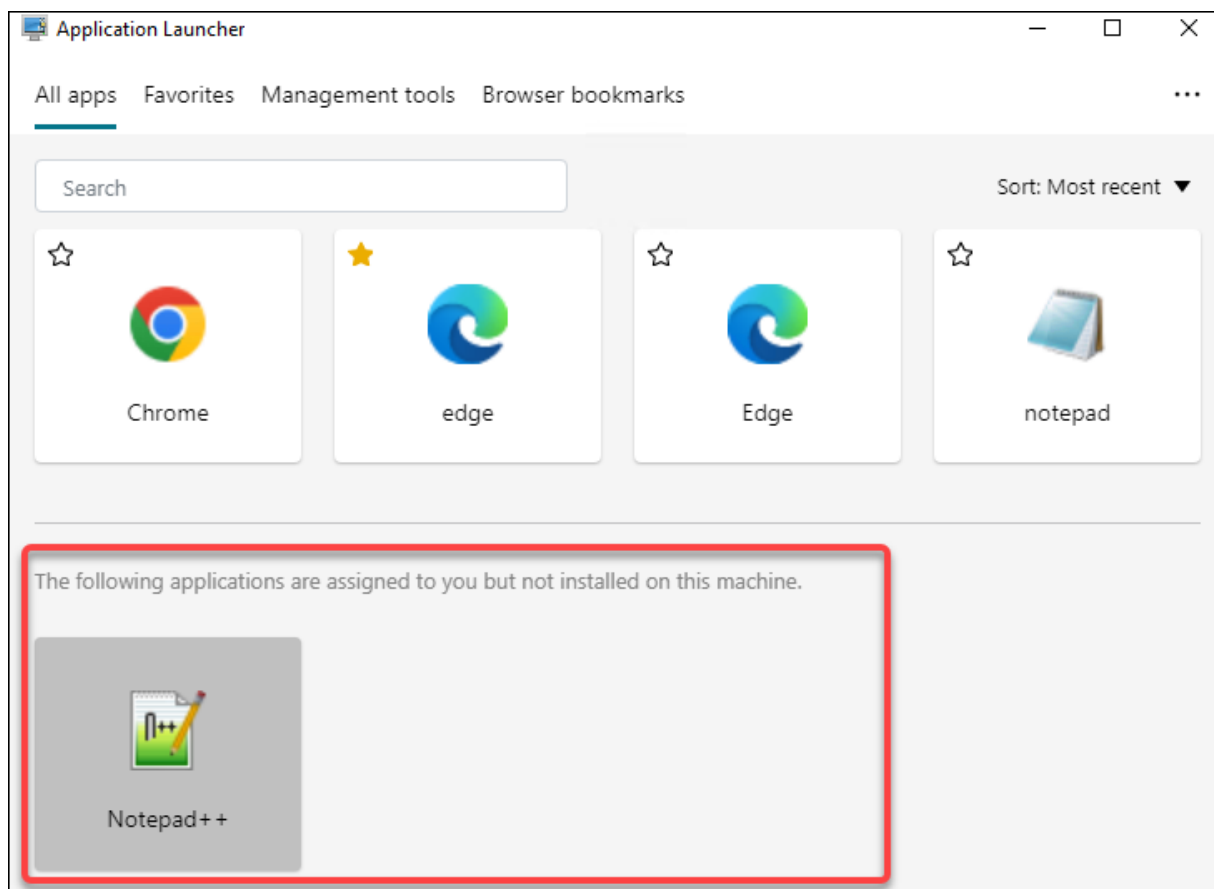 Application Launcher
All apps Favorites Management tools Browser bookmarks
Search
Sort: Most recent
Chrome
edge
Edge
notepad
The following applications are assigned to you but not installed on this machine.
Notepad++